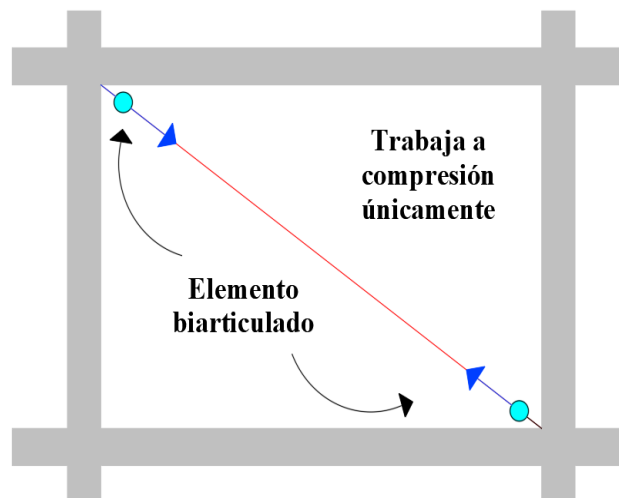 Trabaja a
compresión
únicamente
Elemento
biarticulado